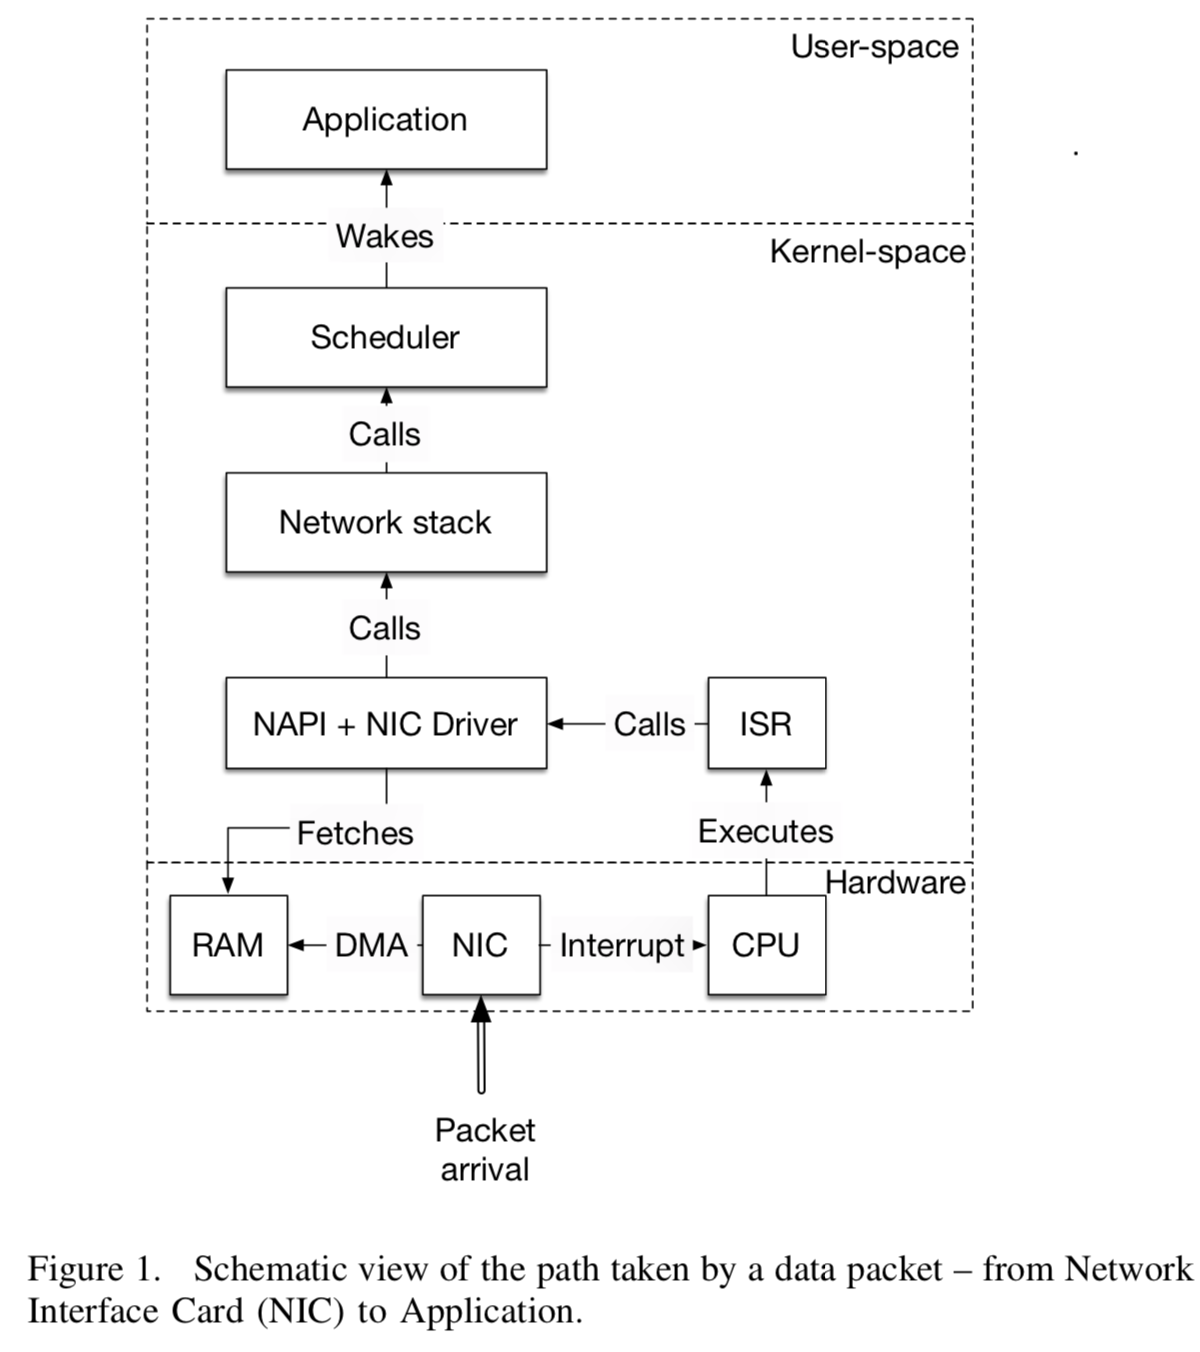 User-space
Application
Wakes
Kernel-space
Scheduler
Calls
Network stack
Calls
NAPI + NIC Driver
Calls
ISR
Fetches
Executes
Hardware
RAM
DMA
NIC
Interrupt
CPU
Packet
arrival
Figure 1. Schematic view of the path taken by a data packet – from Network
Interface Card (NIC) to Application.